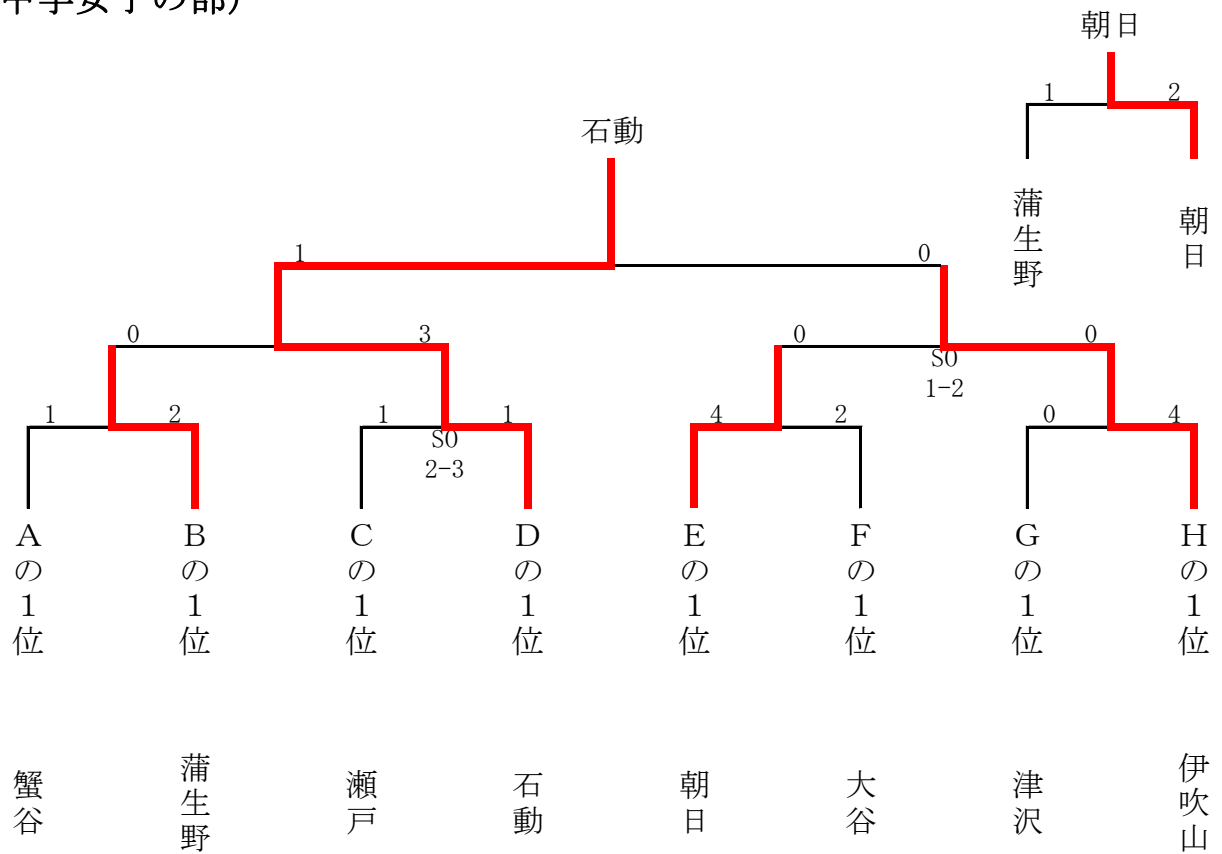 中学女子の部）
朝日
1 2
石動
蒲生野
朝日
1 0
0 3 0 0
SO
1-2
1 2 1 1 4 2 0 4
SO
2-3
Aの1位
Bの1位
Cの1位
Dの1位
Eの1位
Fの1位
Gの1位
Hの1位
蟹谷
蒲生野
瀬戸
石動
朝日
大谷
津沢
伊吹山